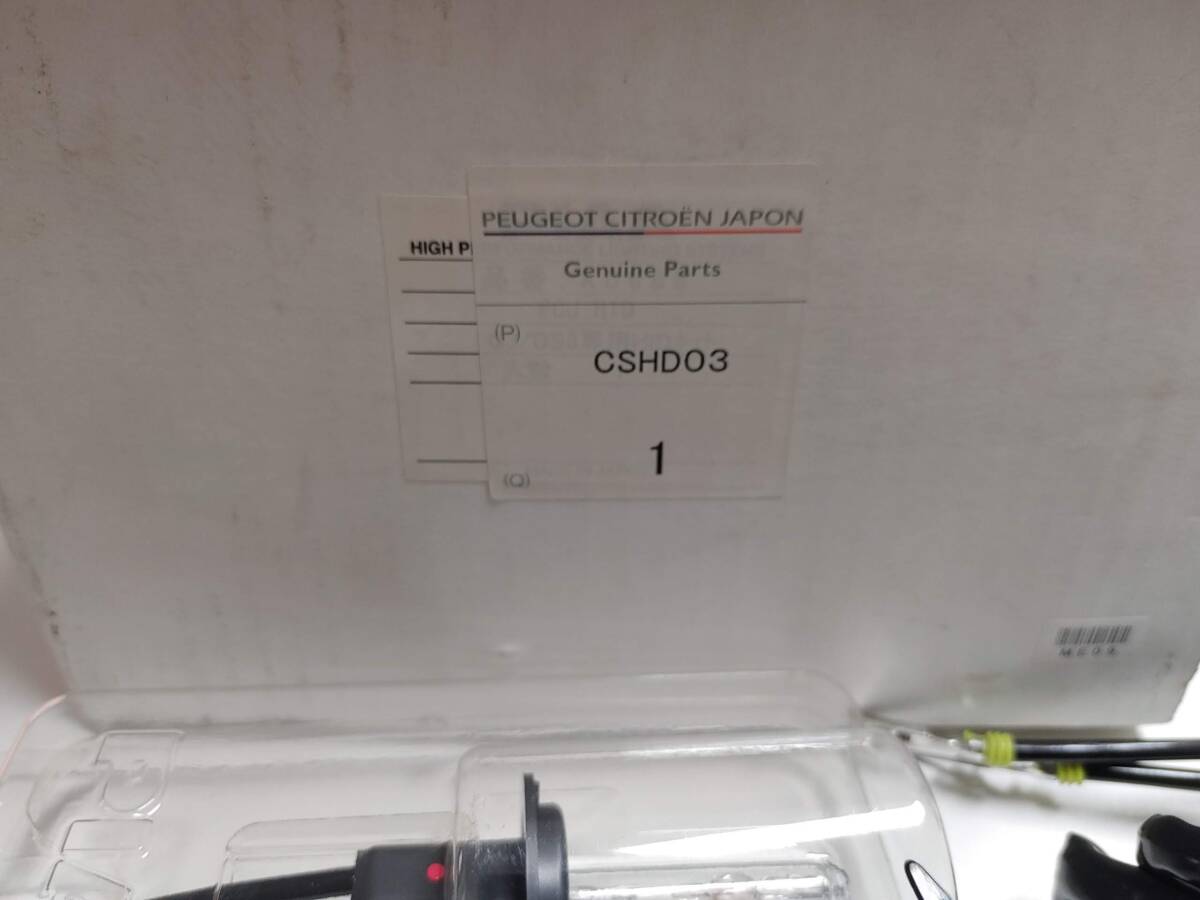 HIGH P
PEUGEOT CITROËN JAPON
Genuine Parts
(P)
CSHD03
1
(Q)